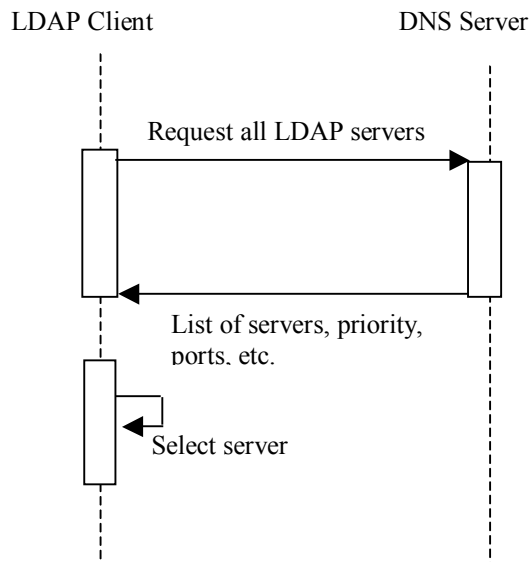 LDAP Client DNS Server
Request all LDAP servers
List of servers, priority,
ports, etc.
Select server